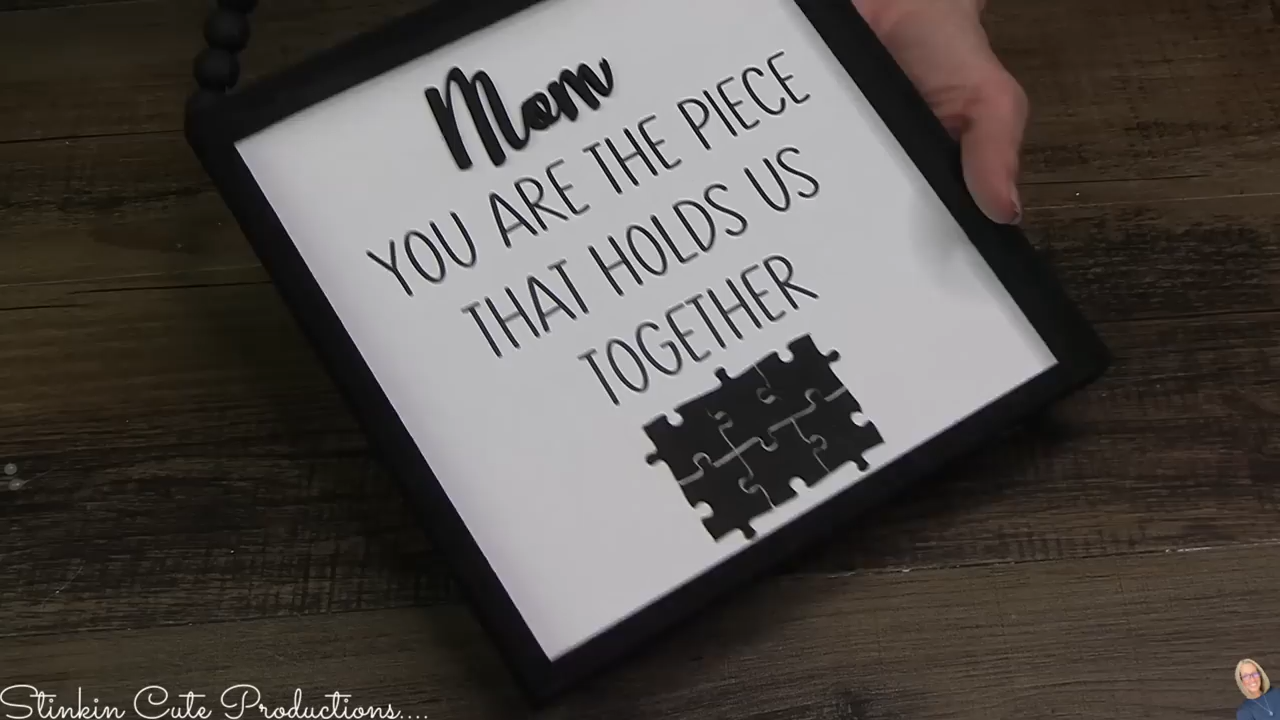 Mom
YOU ARE THE PIECE
THAT HOLDS US
TOGETHER
Stinkin Cute Productions....